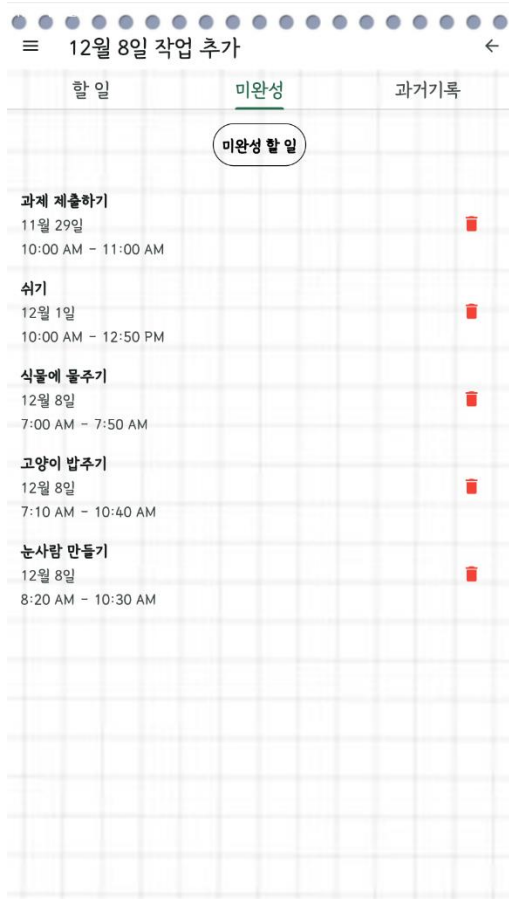 12월 8일 작업 추가
할 일 미완성 과거기록
미완성 할 일
과제 제출하기
11월 29일
10:00 AM - 11:00 AM
쉬기
12월 1일
10:00 AM - 12:50 PM
식물에 물주기
12월 8일
7:00 AM - 7:50 AM
고양이 밥주기
12월 8일
7:10 AM - 10:40 AM
눈사람 만들기
12월 8일
8:20 AM - 10:30 AM